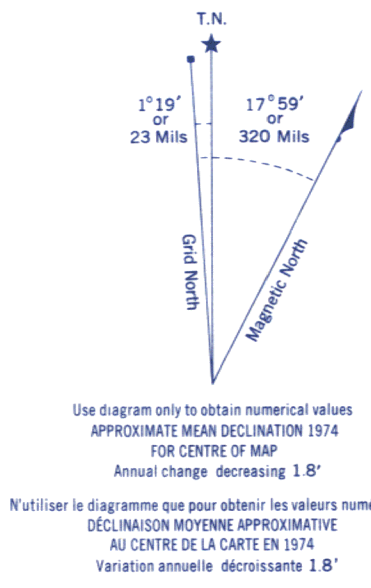 T.N.
1°19′
or
23 Mils
17°59′
or
320 Mils
Grid North
Magnetic North
Use diagram only to obtain numerical values
APPROXIMATE MEAN DECLINATION 1974
FOR CENTRE OF MAP
Annual change decreasing 1.8′
N'utiliser le diagramme que pour obtenir les valeurs numé
DÉCLINAISON MOYENNE APPROXIMATIVE
AU CENTRE DE LA CARTE EN 1974
Variation annuelle décroissante 1.8′